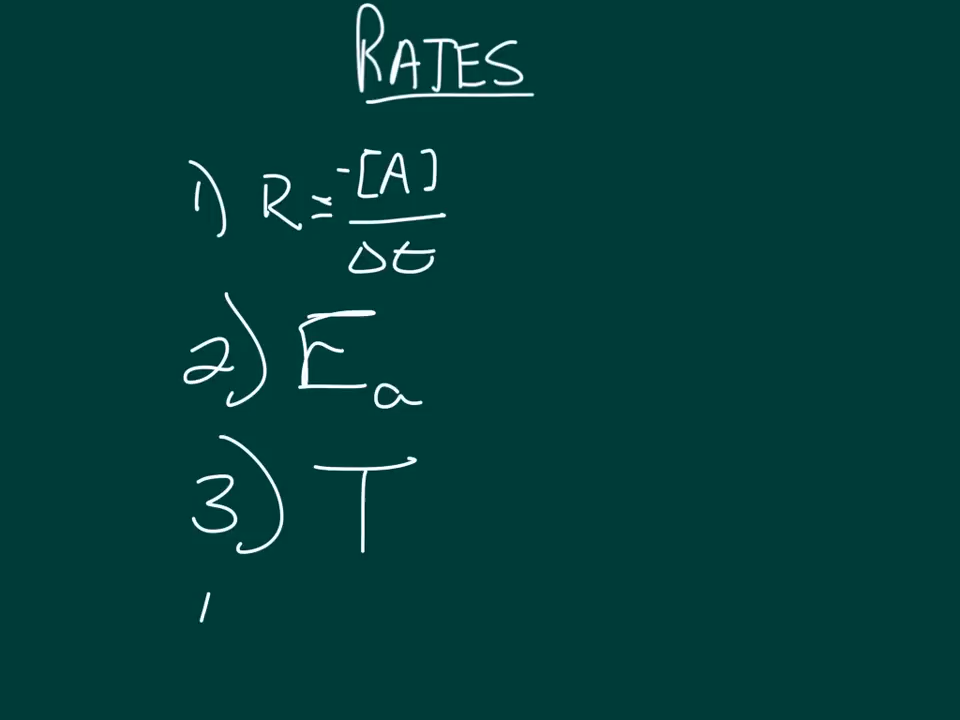 RATES
1) R = -[A] / Δt
2) Ea
3) T